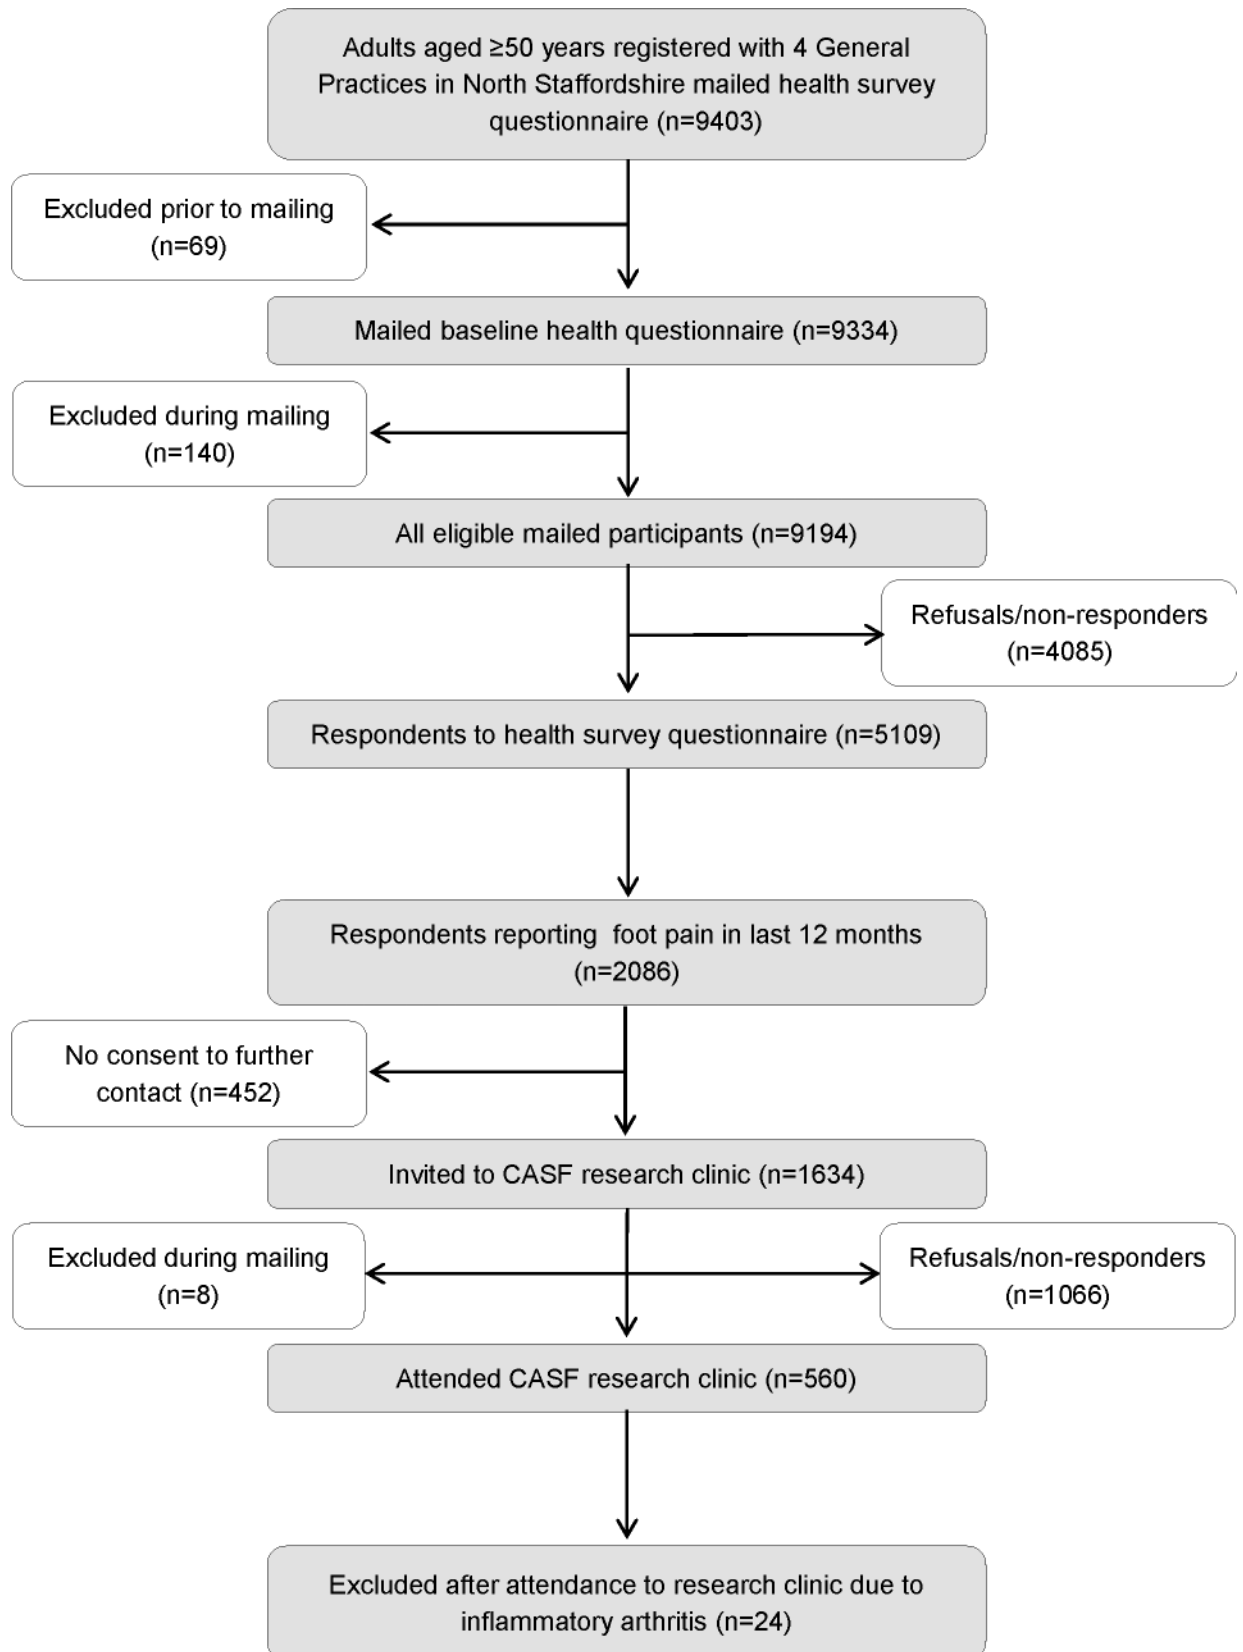 Adults aged ≥50 years registered with 4 General
Practices in North Staffordshire mailed health survey
questionnaire (n=9403)
Excluded prior to mailing
(n=69)
Mailed baseline health questionnaire (n=9334)
Excluded during mailing
(n=140)
All eligible mailed participants (n=9194)
Refusals/non-responders
(n=4085)
Respondents to health survey questionnaire (n=5109)
Respondents reporting foot pain in last 12 months
(n=2086)
No consent to further
contact (n=452)
Invited to CASF research clinic (n=1634)
Excluded during mailing
(n=8)
Refusals/non-responders
(n=1066)
Attended CASF research clinic (n=560)
Excluded after attendance to research clinic due to
inflammatory arthritis (n=24)